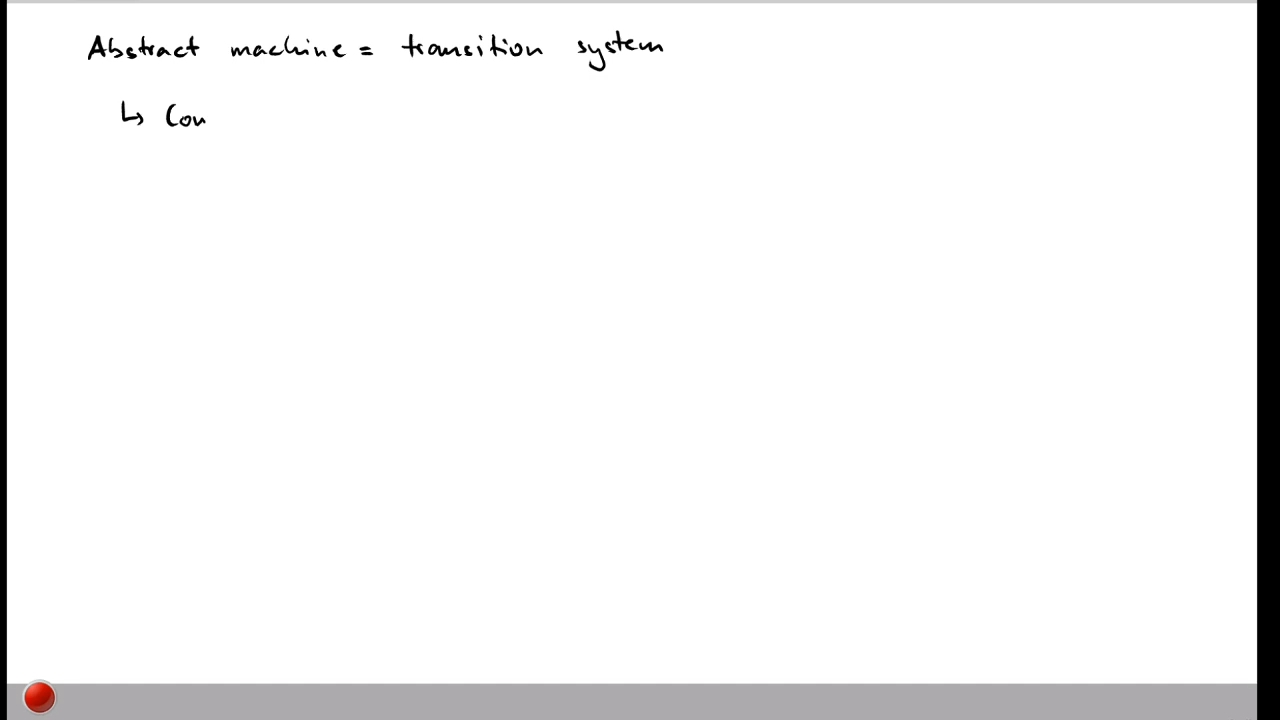 Abstract machine = transition system
↳ Con